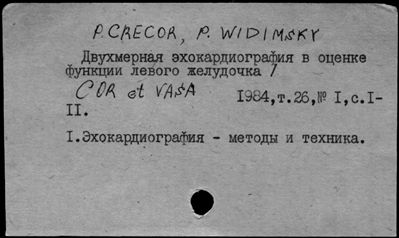 P. CRECOR, P. WIDIMSKY
Двухмерная эхокардиография в оценке
функции левого желудочка /
COR et VASA 1984,т.26,№ I,с.I-
II.
I.Эхокардиография - методы и техника.